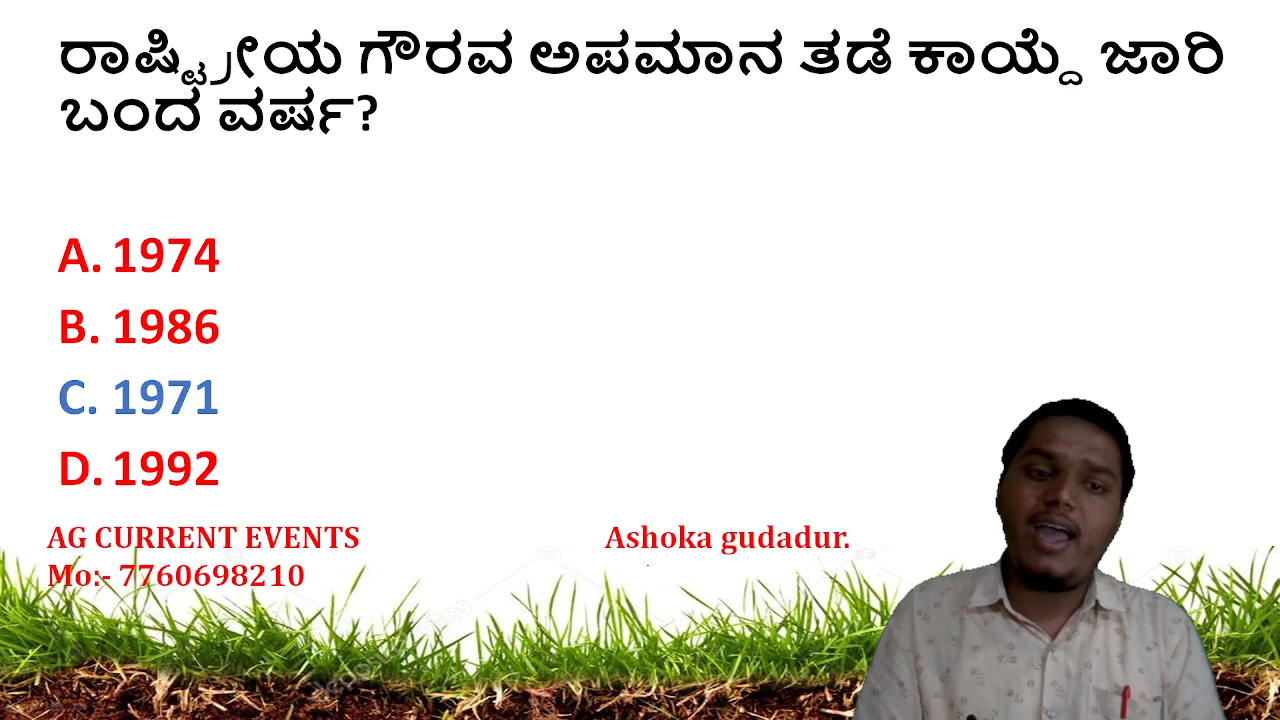 ರಾಷ್ಟ್ರೀಯ ಗೌರವ ಅಪಮಾನ ತಡೆ ಕಾಯ್ದೆ ಜಾರಿ
ಬಂದ ವರ್ಷ?
A. 1974
B. 1986
C. 1971
D. 1992
AG CURRENT EVENTS
Ashoka gudadur.
Mo:- 7760698210